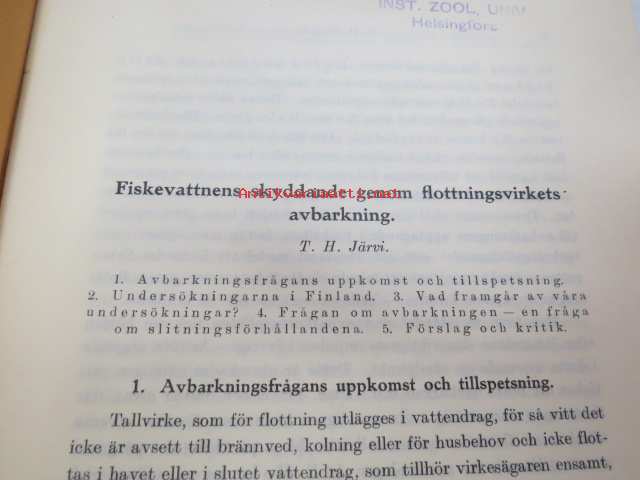 INST. ZOOL, UNIV
Helsingfors
Fiskevattnens skyddande genom flottningsvirkets
avbarkning.
T. H. Järvi.
1. Avbarkningsfrågans uppkomst och tillspetsning.
2. Undersökningarna i Finland. 3. Vad framgår av våra
undersökningar? 4. Frågan om avbarkningen — en fråga
om slitningsförhållandena. 5. Förslag och kritik.
1. Avbarkningsfrågans uppkomst och tillspetsning.
Tallvirke, som för flottning utlägges i vattendrag, för så vitt det
icke är avsett till brännved, kolning eller för husbehov och icke flot-
tas i havet eller i slutet vattendrag, som tillhör virkesägaren ensamt,